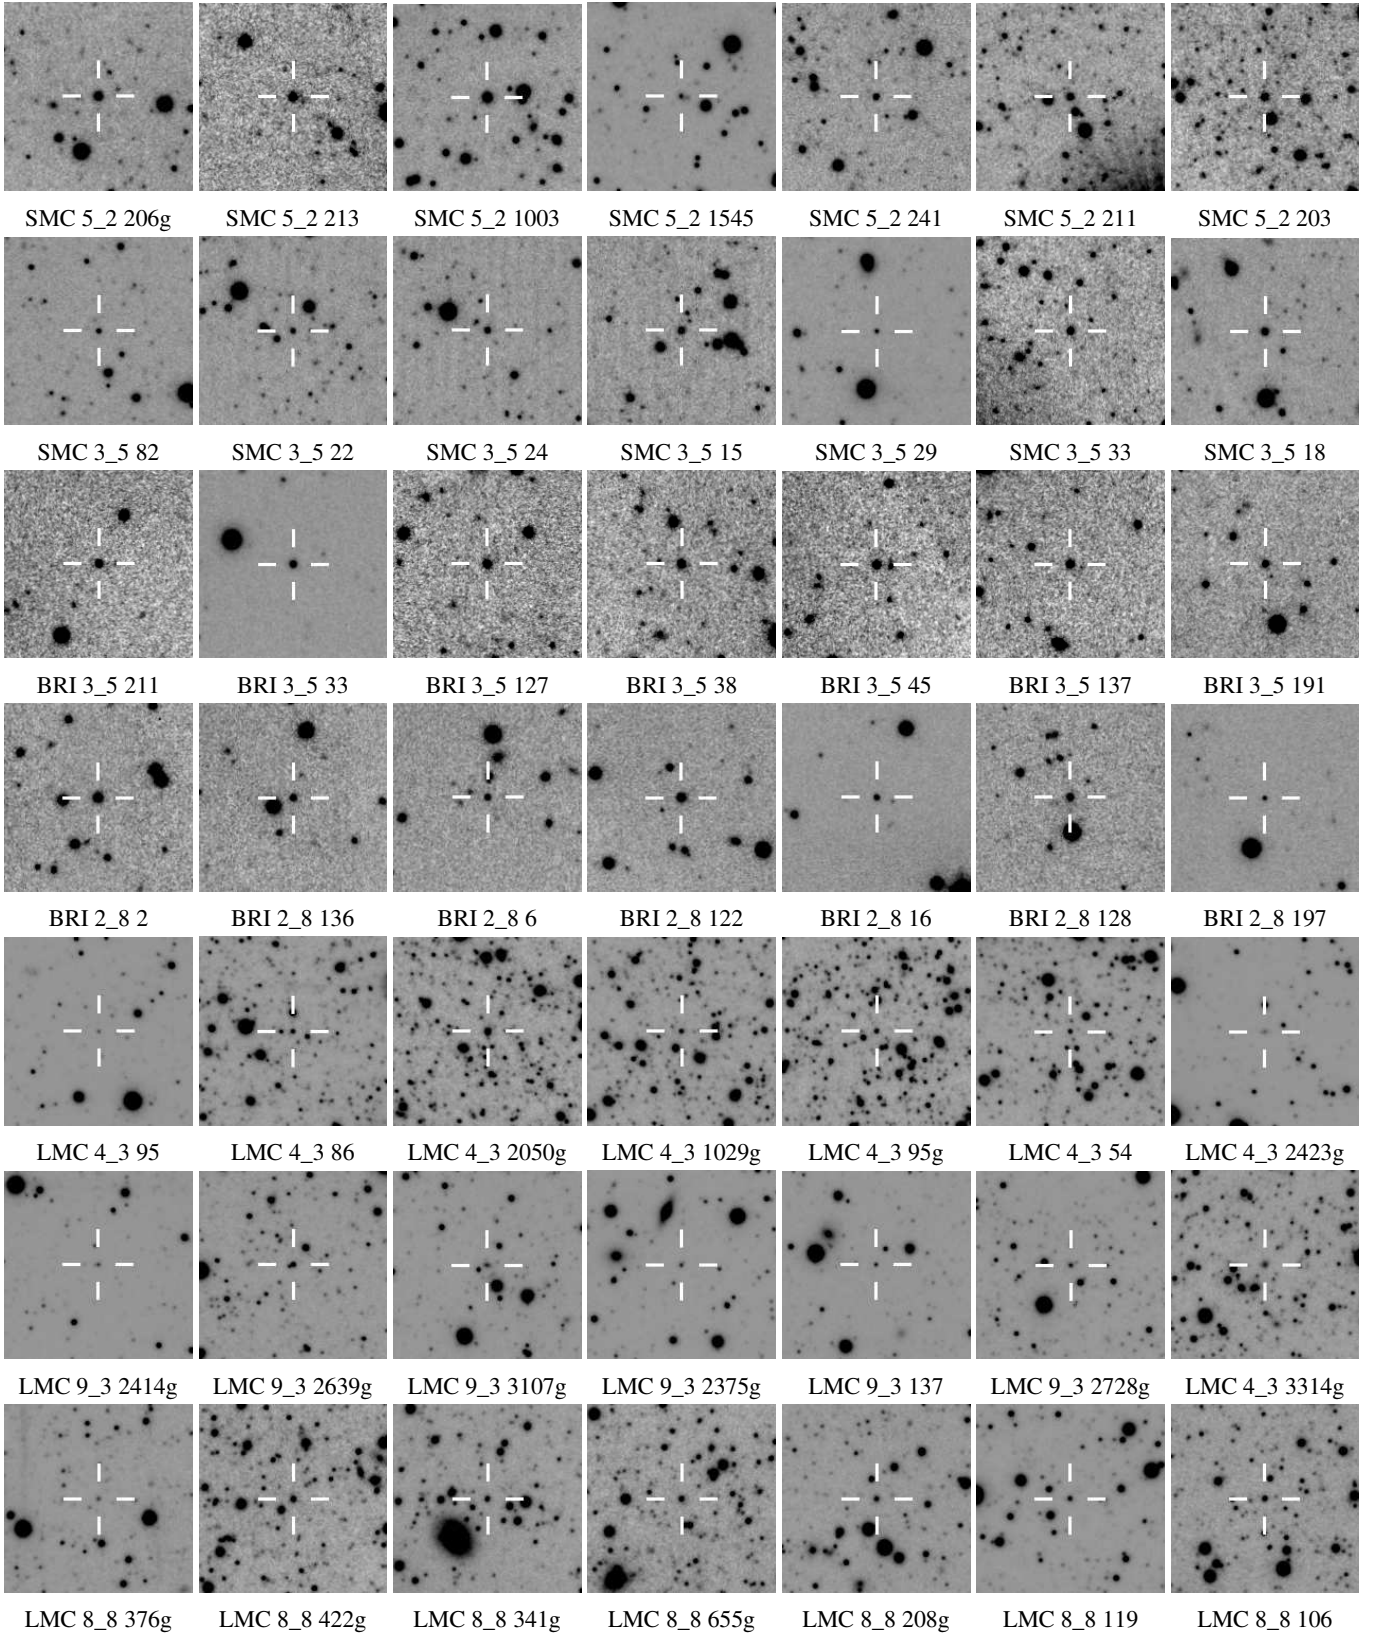 SMC 5_2 206g SMC 5_2 213 SMC 5_2 1003 SMC 5_2 1545 SMC 5_2 241 SMC 5_2 211 SMC 5_2 203
SMC 3_5 82 SMC 3_5 22 SMC 3_5 24 SMC 3_5 15 SMC 3_5 29 SMC 3_5 33 SMC 3_5 18
BRI 3_5 211 BRI 3_5 33 BRI 3_5 127 BRI 3_5 38 BRI 3_5 45 BRI 3_5 137 BRI 3_5 191
BRI 2_8 2 BRI 2_8 136 BRI 2_8 6 BRI 2_8 122 BRI 2_8 16 BRI 2_8 128 BRI 2_8 197
LMC 4_3 95 LMC 4_3 86 LMC 4_3 2050g LMC 4_3 1029g LMC 4_3 95g LMC 4_3 54 LMC 4_3 2423g
LMC 9_3 2414g LMC 9_3 2639g LMC 9_3 3107g LMC 9_3 2375g LMC 9_3 137 LMC 9_3 2728g LMC 4_3 3314g
LMC 8_8 376g LMC 8_8 422g LMC 8_8 341g LMC 8_8 655g LMC 8_8 208g LMC 8_8 119 LMC 8_8 106